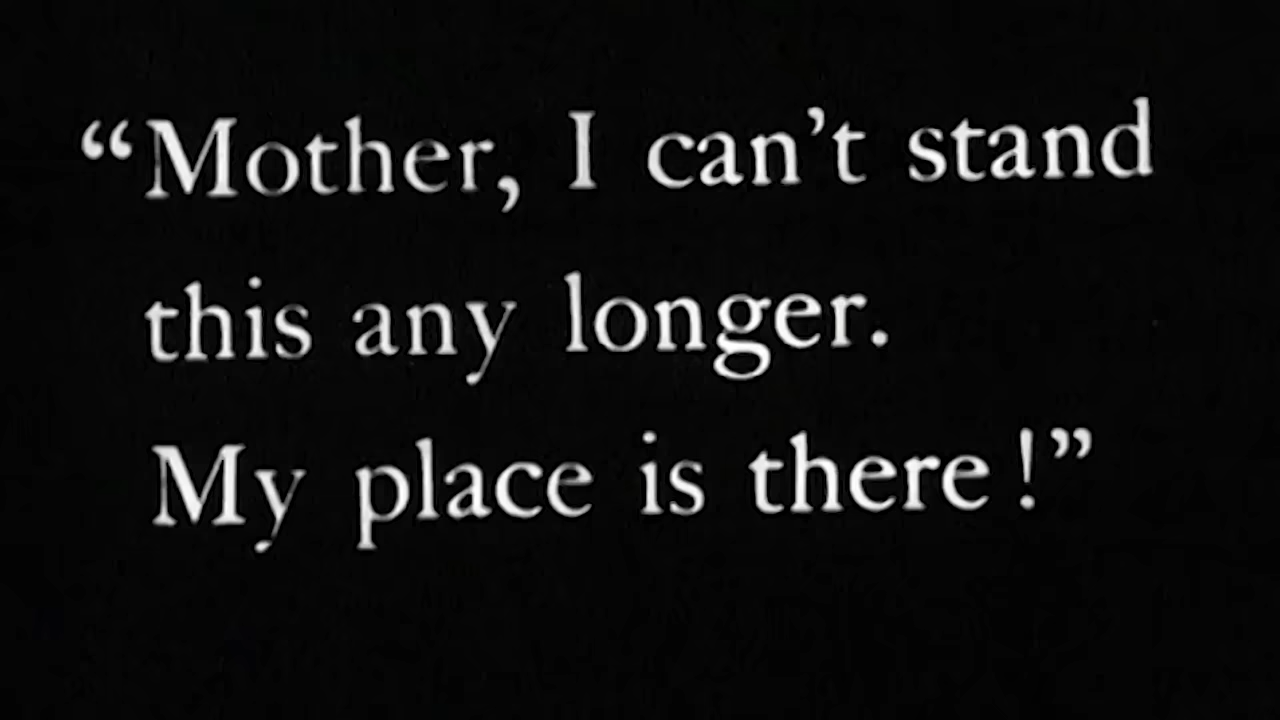 “Mother, I can’t stand
this any longer.
My place is there!”